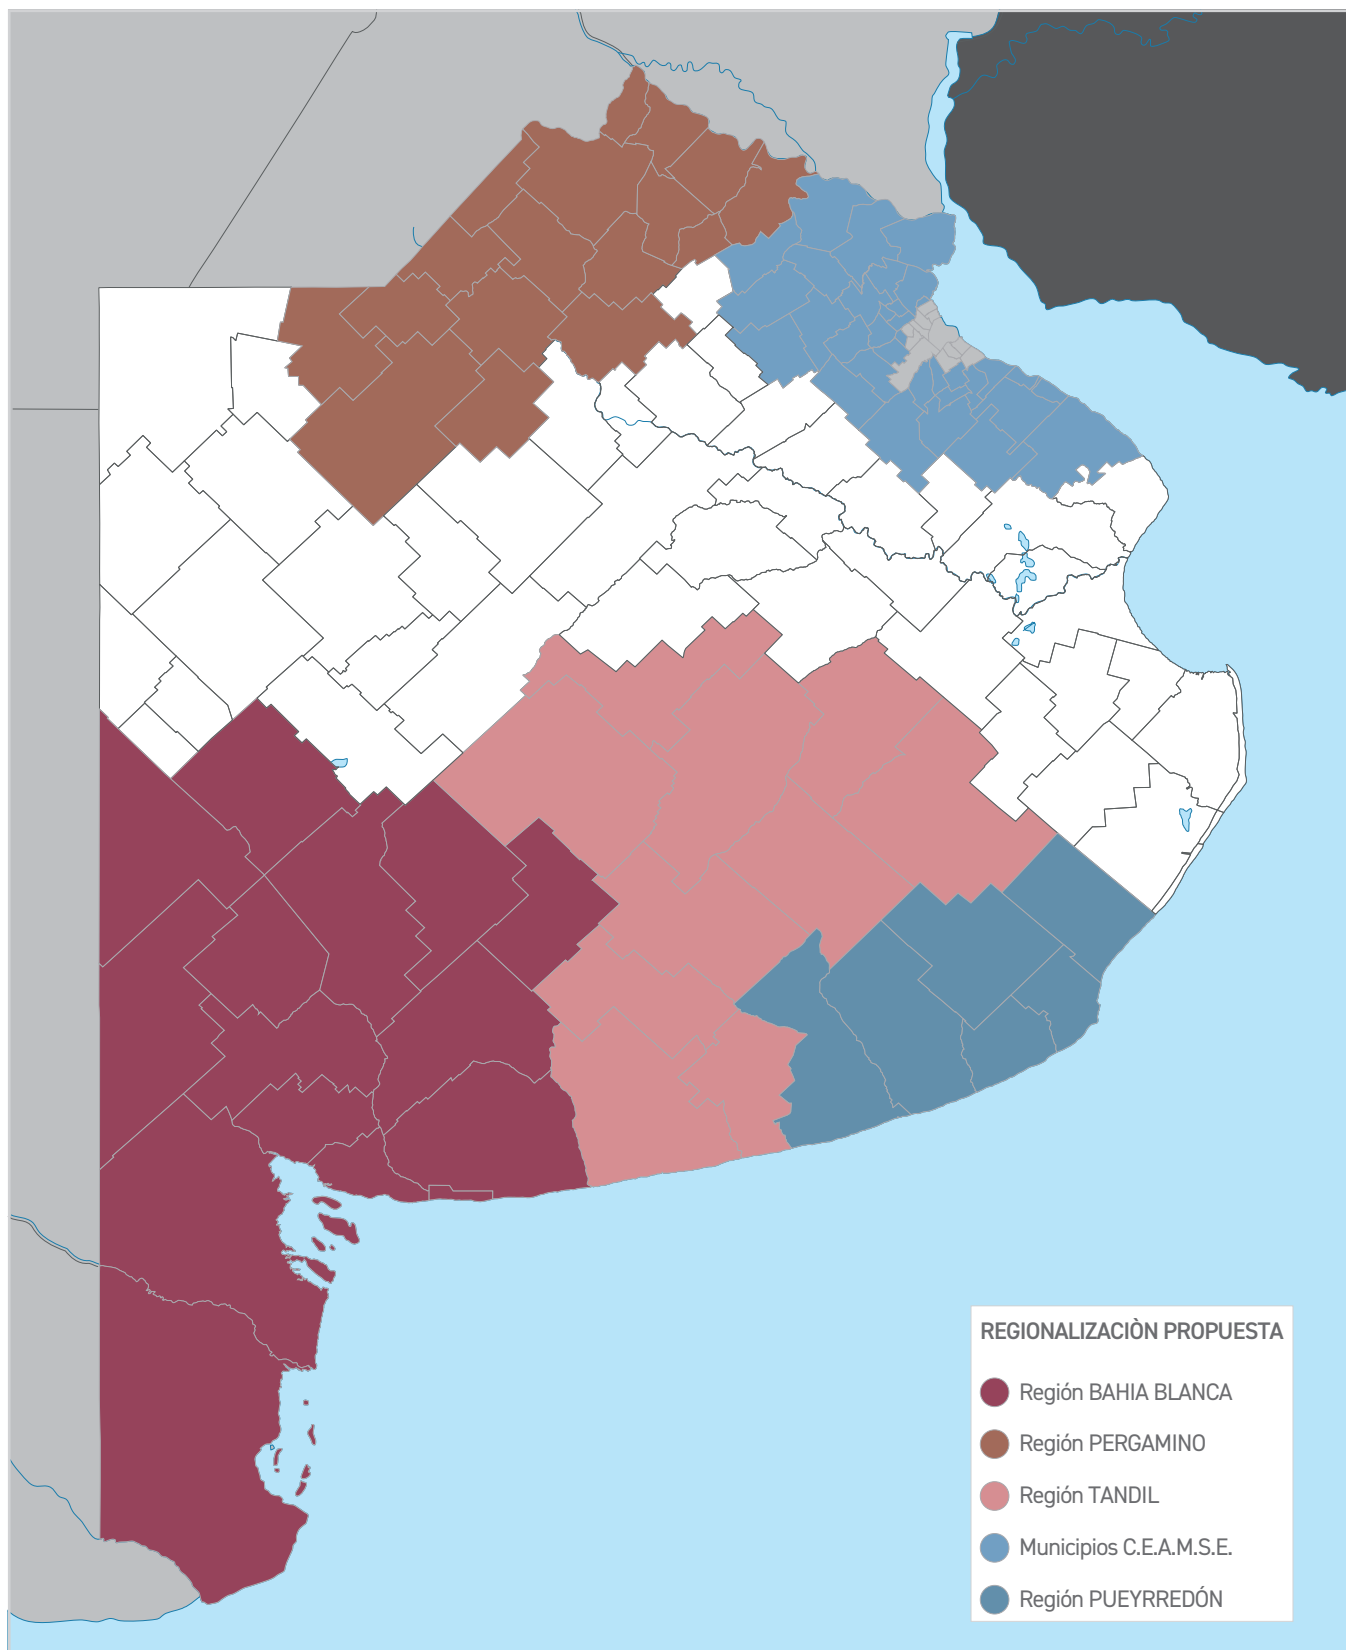 REGIONALIZACIÒN PROPUESTA
Región BAHIA BLANCA
Región PERGAMINO
Región TANDIL
Municipios C.E.A.M.S.E.
Región PUEYRREDÓN